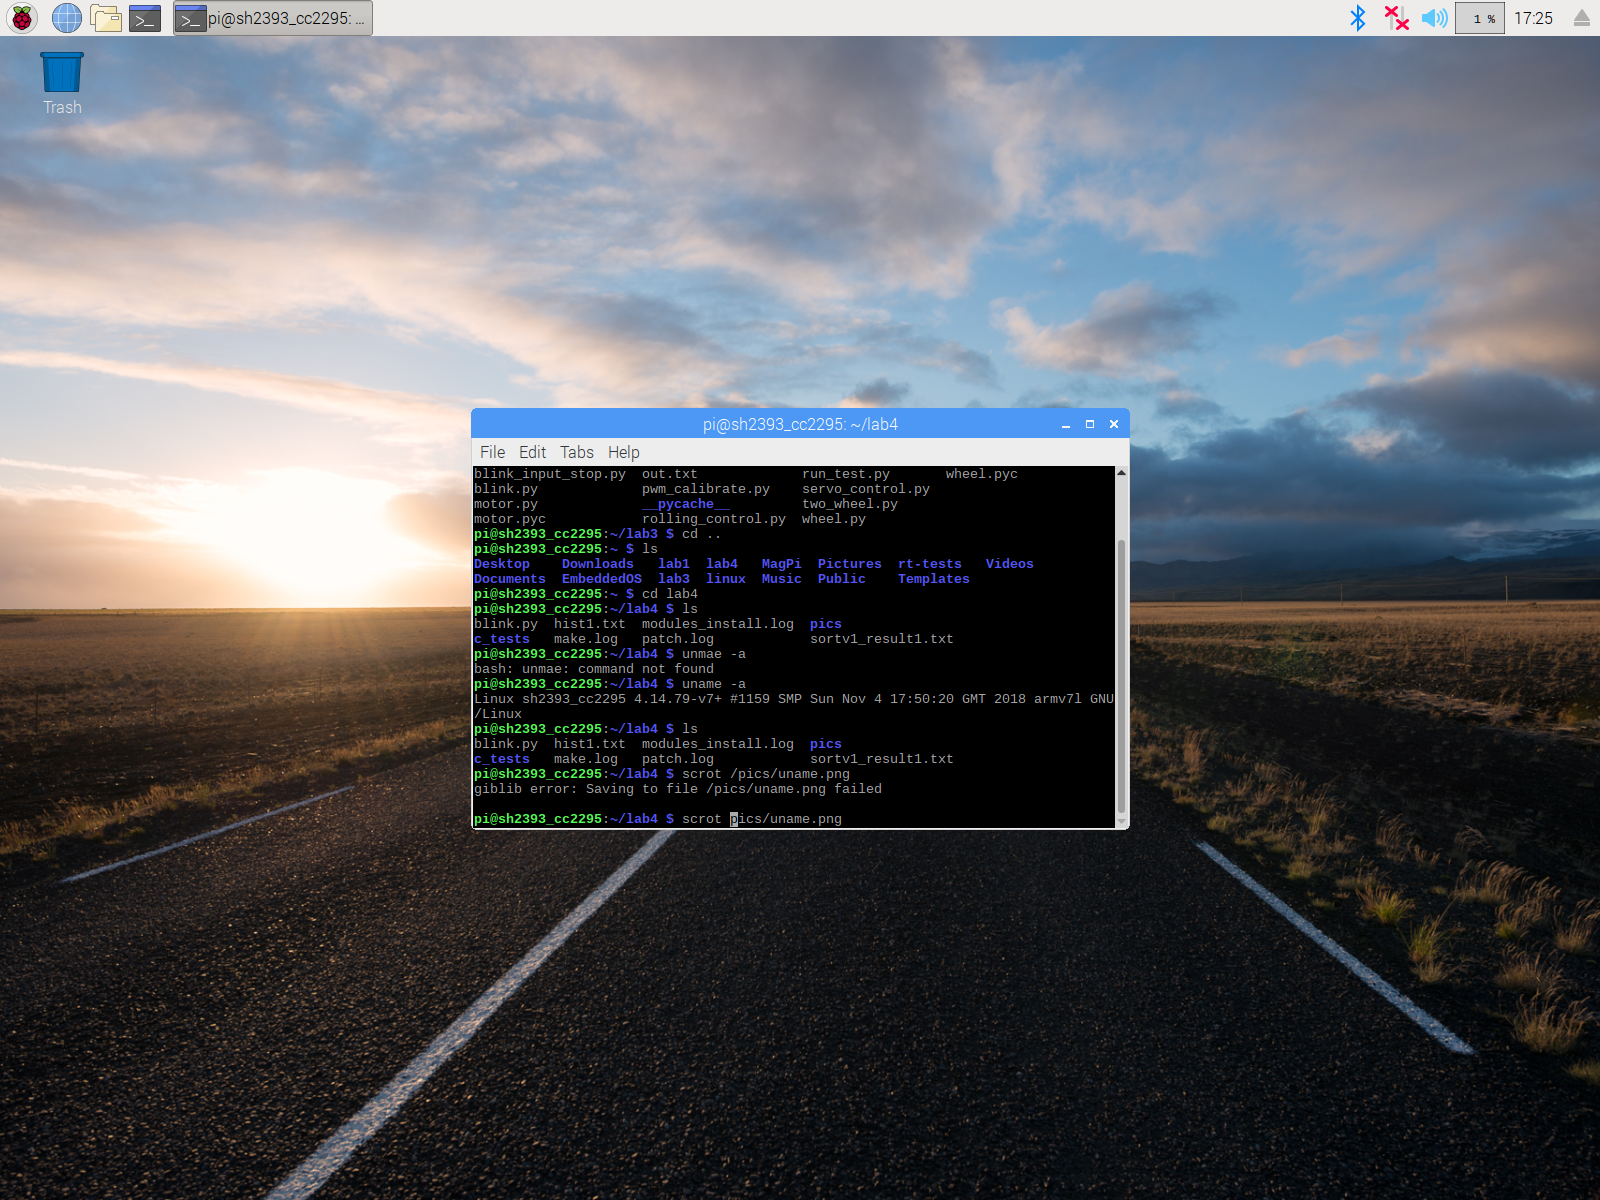 pi@sh2393_cc2295: ...
1 %
17:25
Trash
pi@sh2393_cc2295: ~/lab4
File Edit Tabs Help
blink_input_stop.py  out.txt             run_test.py       wheel.pyc
blink.py             pwm_calibrate.py    servo_control.py
motor.py             __pycache__         two_wheel.py
motor.pyc            rolling_control.py  wheel.py
pi@sh2393_cc2295:~/lab3 $ cd ..
pi@sh2393_cc2295:~ $ ls
Desktop    Downloads   lab1  lab4   MagPi  Pictures  rt-tests   Videos
Documents  EmbeddedOS  lab3  linux  Music  Public    Templates
pi@sh2393_cc2295:~ $ cd lab4
pi@sh2393_cc2295:~/lab4 $ ls
blink.py  hist1.txt  modules_install.log  pics
c_tests   make.log   patch.log            sortv1_result1.txt
pi@sh2393_cc2295:~/lab4 $ unmae -a
bash: unmae: command not found
pi@sh2393_cc2295:~/lab4 $ uname -a
Linux sh2393_cc2295 4.14.79-v7+ #1159 SMP Sun Nov 4 17:50:20 GMT 2018 armv7l GNU
/Linux
pi@sh2393_cc2295:~/lab4 $ ls
blink.py  hist1.txt  modules_install.log  pics
c_tests   make.log   patch.log            sortv1_result1.txt
pi@sh2393_cc2295:~/lab4 $ scrot /pics/uname.png
giblib error: Saving to file /pics/uname.png failed
pi@sh2393_cc2295:~/lab4 $ scrot pics/uname.png